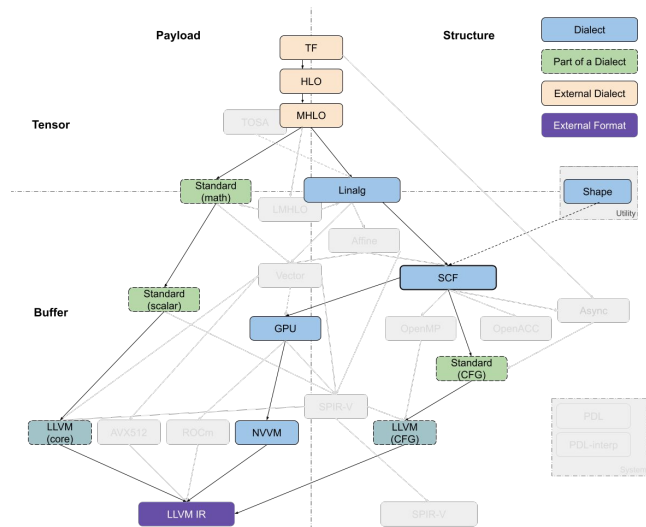 Payload
Structure
TF
Dialect
Part of a Dialect
HLO
External Dialect
MHLO
TOSA
Tensor
External Format
Standard
(math)
Linalg
Shape
LMHLO
Utility
Affine
Vector
SCF
Standard
(scalar)
Buffer
GPU
OpenMP
OpenACC
Async
Standard
(CFG)
SPIR-V
PDL
LLVM
(core)
AVX512
ROCm
NVVM
LLVM
(CFG)
PDL-interp
System
LLVM IR
SPIR-V